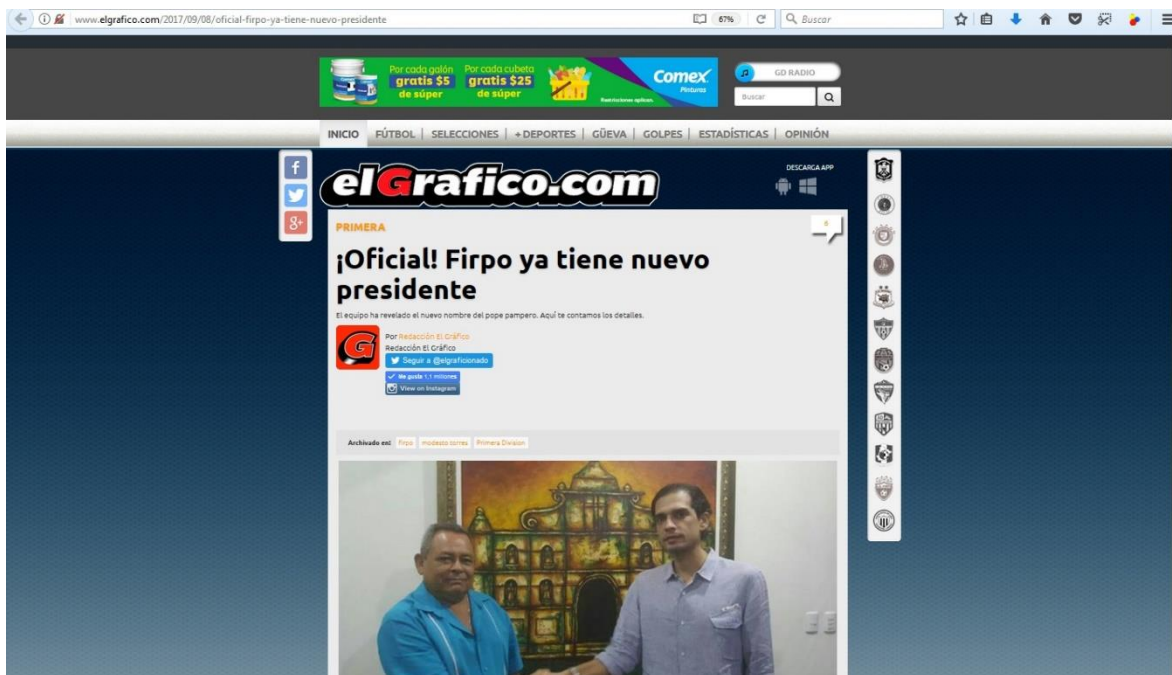 www.elgrafico.com/2017/09/08/oficial-firpo-ya-tiene-nuevo-presidente
67%
Buscar
Por cada galón
gratis $5
de súper
Por cada cubeta
gratis $25
de súper
Restricciones aplican.
Comex
Pinturas
GD RADIO
Buscar
INICIO FÚTBOL | SELECCIONES | + DEPORTES | GÜEVA | GOLPES | ESTADÍSTICAS | OPINIÓN
f
8+
elGrafico.com
DESCARGA APP
PRIMERA
6
¡Oficial! Firpo ya tiene nuevo
presidente
El equipo ha revelado el nuevo nombre del pope pampero. Aquí te contamos los detalles.
G
Por Redacción El Gráfico
Redacción El Gráfico
Seguir a @elgraficionado
Me gusta 1,1 millones
View on Instagram
Archivado en: Firpo modesto torres Primera Division